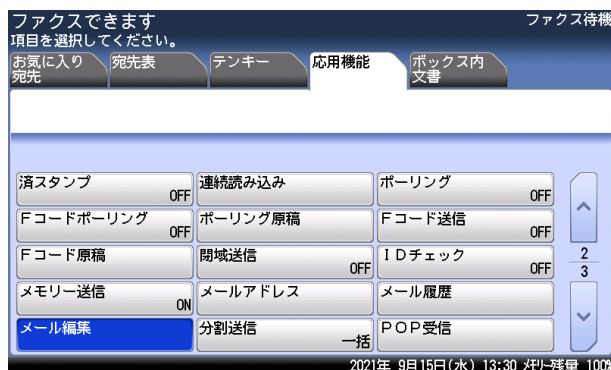 ファクスできます
ファクス待機
項目を選択してください。
お気に入り
宛先
宛先表
テンキー
応用機能
ボックス内
文書
済スタンプ
OFF
連続読み込み
ポーリング
OFF
Fコードポーリング
OFF
ポーリング原稿
Fコード送信
OFF
Fコード原稿
閉域送信
OFF
IDチェック
OFF
2
3
メモリー送信
ON
メールアドレス
メール履歴
メール編集
分割送信
一括
POP受信
2021年 9月15日(水) 13:30 メモリー残量 100%